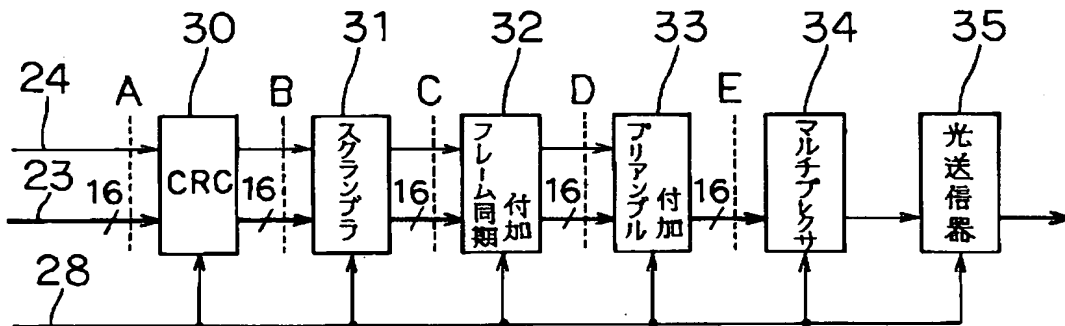 30 31 32 33 34 35
24 A B C D E
23 16 16 16 16 16
CRC
スクランブラ
フレーム同期
付加
プリアンブル
付加
マルチプレクサ
光送信器
28